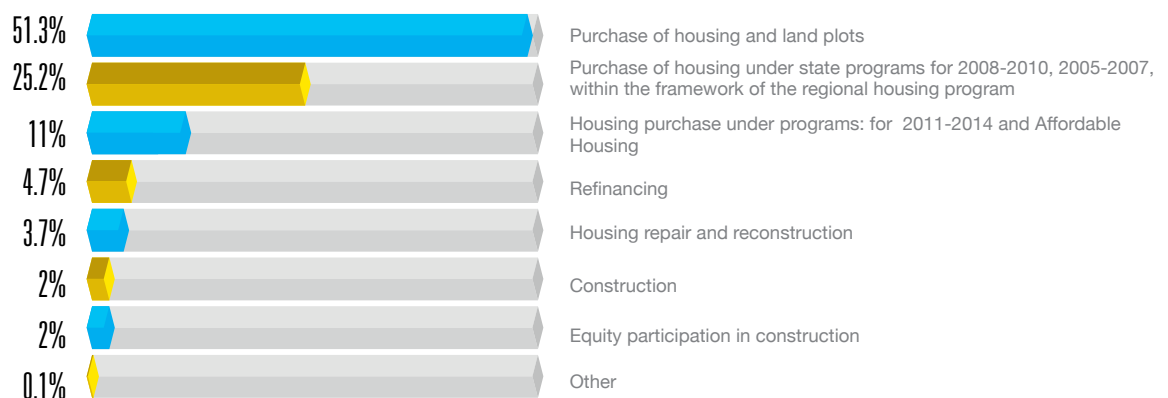 51.3%
Purchase of housing and land plots
25.2%
Purchase of housing under state programs for 2008-2010, 2005-2007,
within the framework of the regional housing program
11%
Housing purchase under programs: for 2011-2014 and Affordable
Housing
4.7%
Refinancing
3.7%
Housing repair and reconstruction
2%
Construction
2%
Equity participation in construction
0.1%
Other